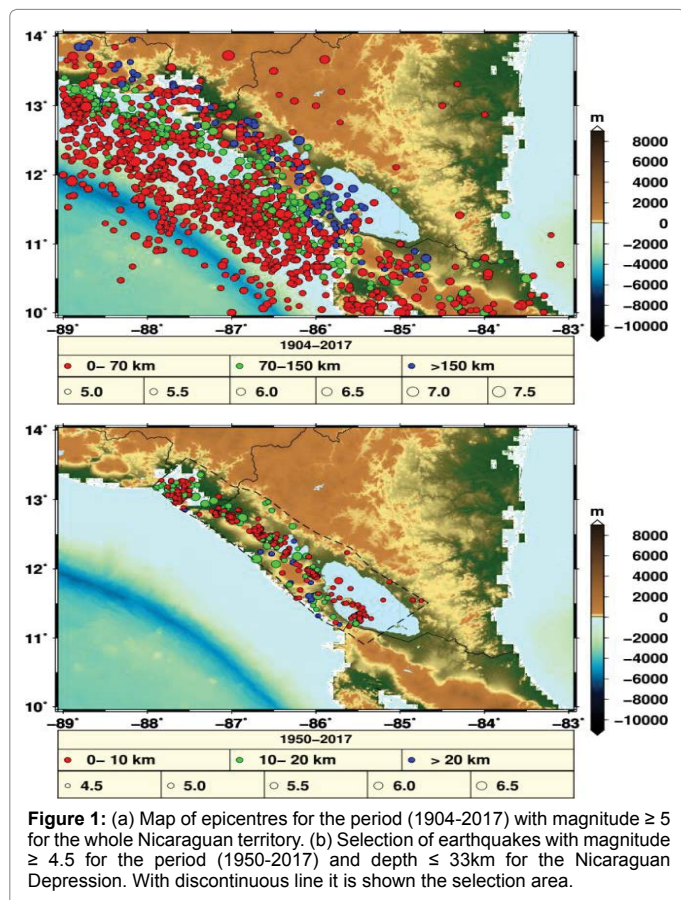 14°
13°
12°
11°
10°
−89 −88 −87 −86 −85 −84 −83°
m
8000
6000
4000
2000
0
−2000
−4000
−6000
−8000
−10000
1904−2017
0− 70 km 70−150 km >150 km
5.0 5.5 6.0 6.5 7.0 7.5
14°
13°
12°
11°
10°
−89 −88 −87 −86 −85 −84 −83°
m
8000
6000
4000
2000
0
−2000
−4000
−6000
−8000
−10000
1950−2017
0− 10 km 10− 20 km > 20 km
4.5 5.0 5.5 6.0 6.5
Figure 1: (a) Map of epicentres for the period (1904-2017) with magnitude ≥ 5
for the whole Nicaraguan territory. (b) Selection of earthquakes with magnitude
≥ 4.5 for the period (1950-2017) and depth ≤ 33km for the Nicaraguan
Depression. With discontinuous line it is shown the selection area.